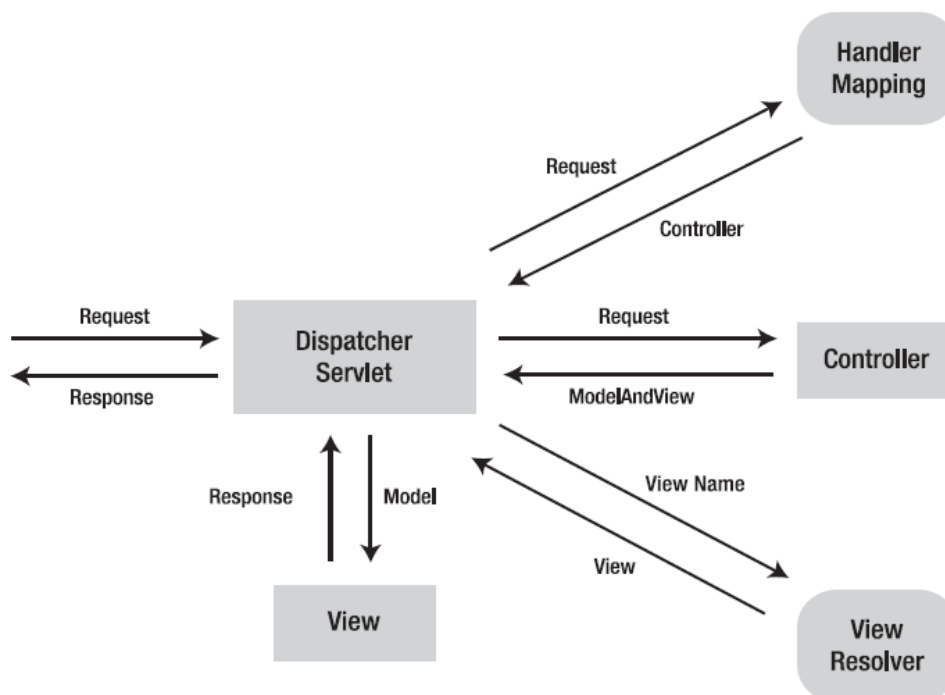 Handler
Mapping
Request
Controller
Request
Response
Dispatcher
Servlet
Request
ModelAndView
Controller
Response
Model
View Name
View
View
View
Resolver